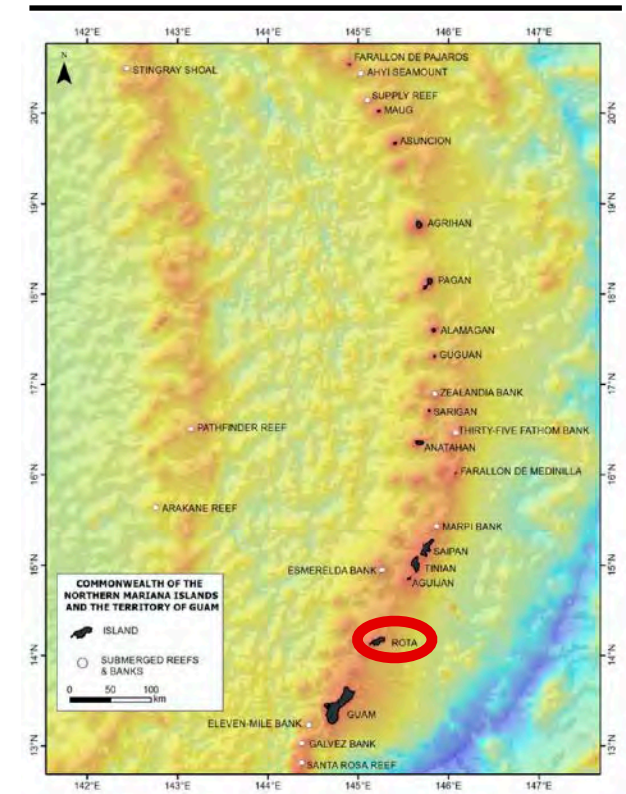 142°E 143°E 144°E 145°E 146°E 147°E
N
FARALLON DE PAJAROS
STINGRAY SHOAL
AHYI SEAMOUNT
SUPPLY REEF
20°N 20°N
MAUG
ASUNCION
19°N 19°N
AGRIHAN
PAGAN
18°N 18°N
ALAMAGAN
GUGUAN
17°N 17°N
ZEALANDIA BANK
SARIGAN
PATHFINDER REEF
THIRTY-FIVE FATHOM BANK
ANATAHAN
16°N 16°N
FARALLON DE MEDINILLA
ARAKANE REEF
MARPI BANK
SAIPAN
15°N 15°N
ESMERELDA BANK
TINIAN
AGUIJAN
COMMONWEALTH OF THE
NORTHERN MARIANA ISLANDS
AND THE TERRITORY OF GUAM
ISLAND
SUBMERGED REEFS
& BANKS
0 50 100
km
ROTA
14°N 14°N
GUAM
ELEVEN-MILE BANK
GALVEZ BANK
13°N 13°N
SANTA ROSA REEF
142°E 143°E 144°E 145°E 146°E 147°E